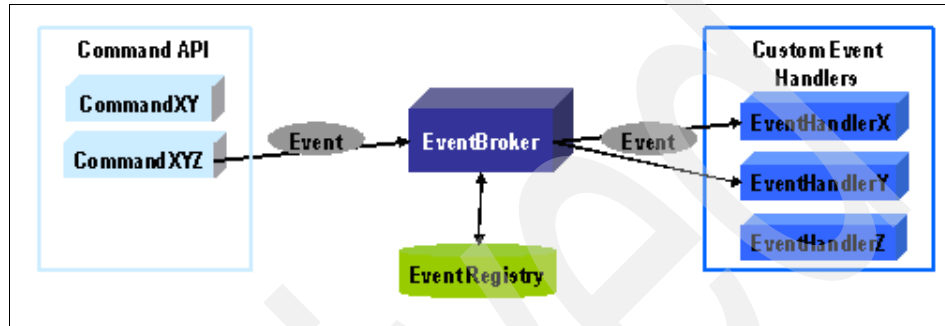 Command API
CommandXY
CommandXYZ
Event
EventBroker
EventRegistry
Event
Custom Event
Handlers
EventHandlerX
EventHandlerY
EventHandlerZ